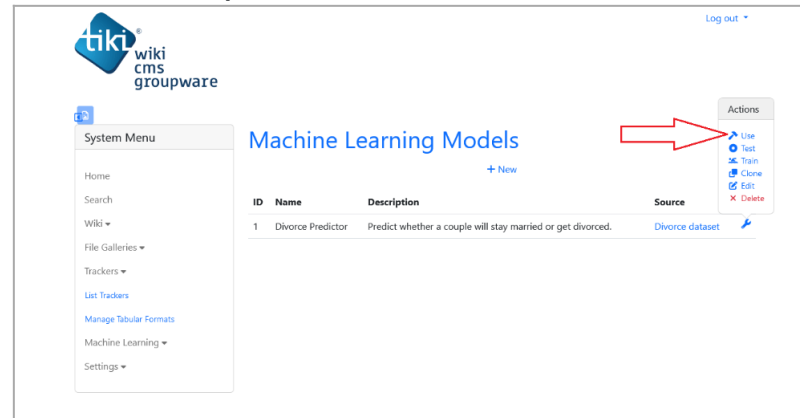 Log out
tiki®
wiki
cms
groupware
System Menu
Home
Search
Wiki
File Galleries
Trackers
List Trackers
Manage Tabular Formats
Machine Learning
Settings
Machine Learning Models
+ New
ID Name Description Source
1 Divorce Predictor Predict whether a couple will stay married or get divorced. Divorce dataset
Actions
Use
Test
Train
Clone
Edit
Delete